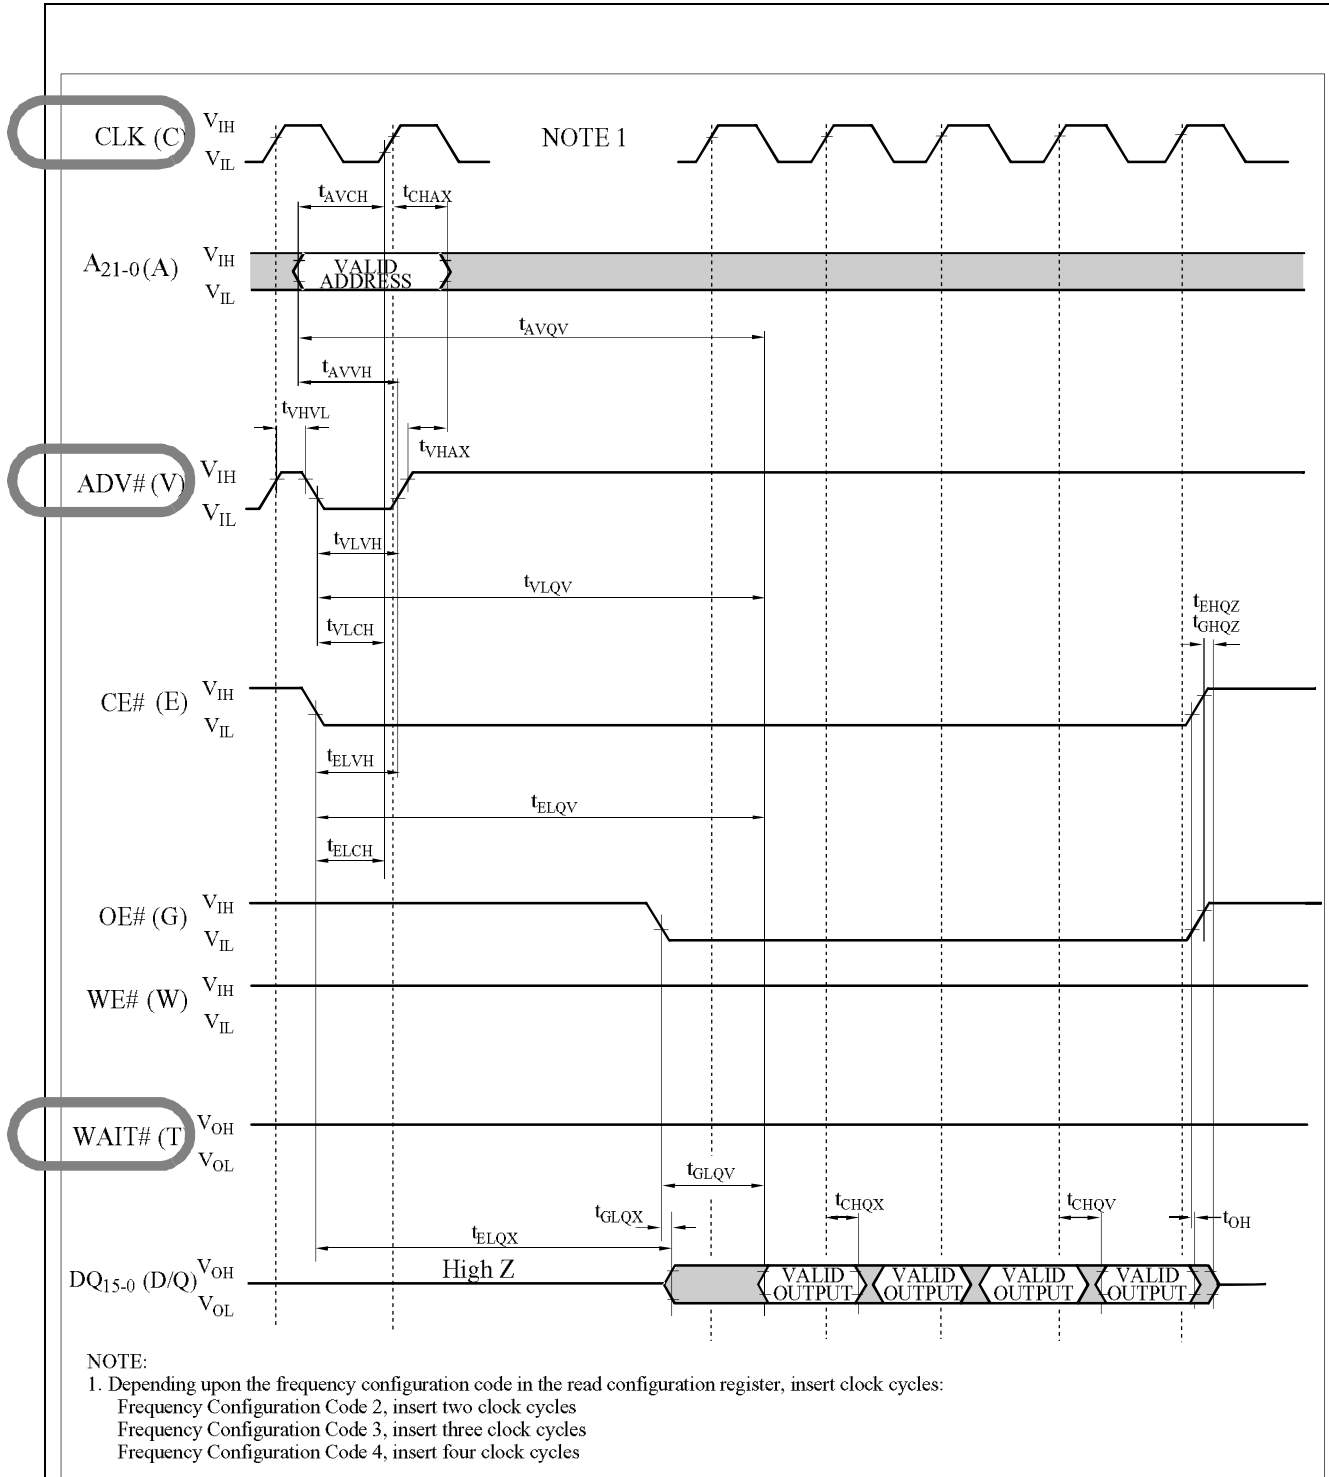 CLK (C) VIH NOTE 1
VIL
tAVCH tCHAX
A21-0(A) VIH VALID
VIL ADDRESS
tAVQV
tAVVH
tVHVL
tVHAX
ADV# (V) VIH
VIL
tVLVH
tVLQV
tEHQZ
tVLCH tGHQZ
CE# (E) VIH
VIL
tELVH
tELQV
tELCH
OE# (G) VIH
VIL
WE# (W) VIH
VIL
WAIT# (T) VOH
VOL
tGLQV
tGLQX tCHQX tCHQV tOH
tELQX
DQ15-0 (D/Q) VOH High Z VALID VALID VALID VALID
VOL OUTPUT OUTPUT OUTPUT OUTPUT
NOTE:
1. Depending upon the frequency configuration code in the read configuration register, insert clock cycles:
Frequency Configuration Code 2, insert two clock cycles
Frequency Configuration Code 3, insert three clock cycles
Frequency Configuration Code 4, insert four clock cycles